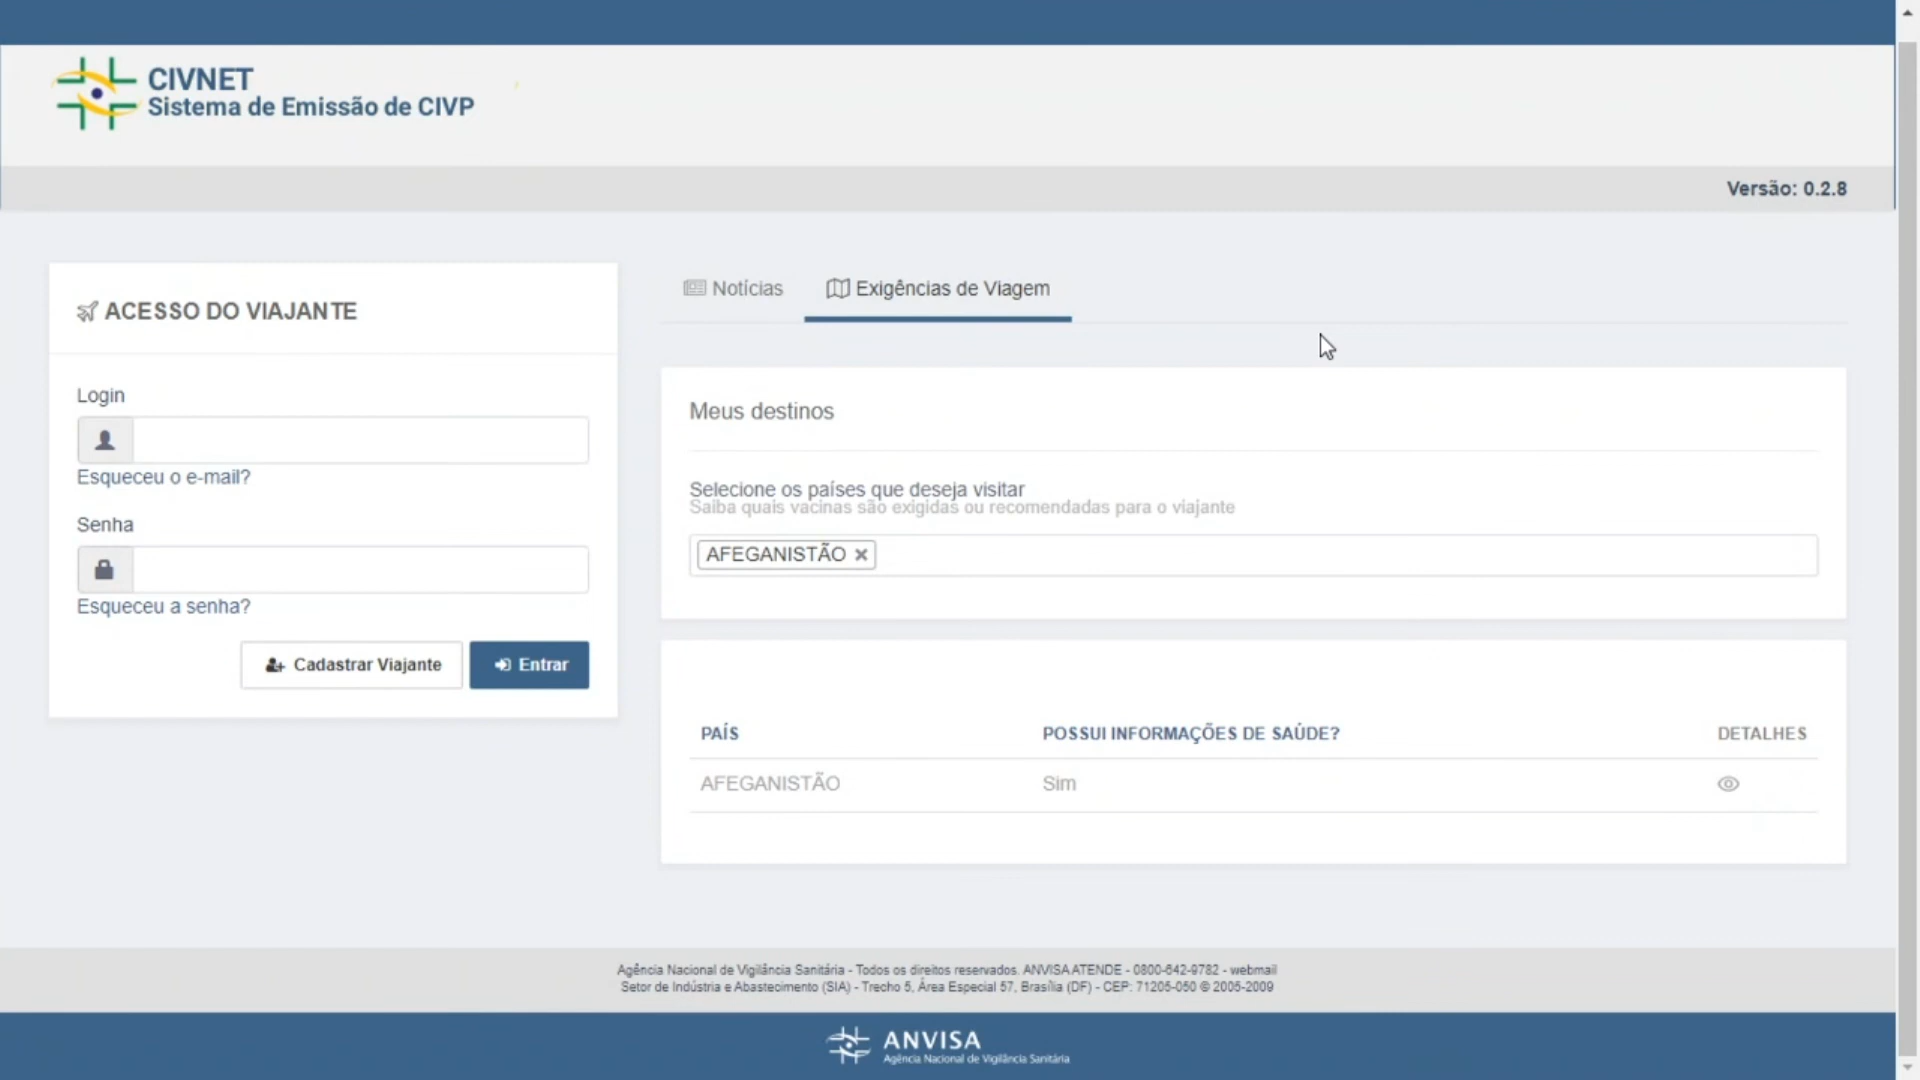 CIVNET
Sistema de Emissão de CIVP
Versão: 0.2.8
ACESSO DO VIAJANTE
Login
Esqueceu o e-mail?
Senha
Esqueceu a senha?
Cadastrar Viajante
Entrar
Notícias
Exigências de Viagem
Meus destinos
Selecione os países que deseja visitar
Saiba quais vacinas são exigidas ou recomendadas para o viajante
AFEGANISTÃO ×
PAÍS POSSUI INFORMAÇÕES DE SAÚDE? DETALHES
AFEGANISTÃO Sim
Agência Nacional de Vigilância Sanitária - Todos os direitos reservados. ANVISA ATENDE - 0800-642-9782 - webmail
Setor de Indústria e Abastecimento (SIA) - Trecho 5, Área Especial 57, Brasília (DF) - CEP: 71205-050 © 2005-2009
ANVISA
Agência Nacional de Vigilância Sanitária